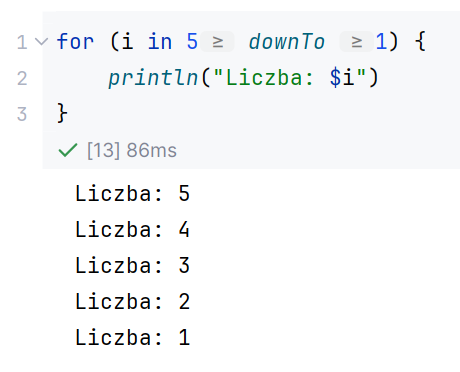 1 for (i in 5 ≥ downTo ≥ 1) {
2 println("Liczba: $i")
3 }
[13] 86ms
Liczba: 5
Liczba: 4
Liczba: 3
Liczba: 2
Liczba: 1